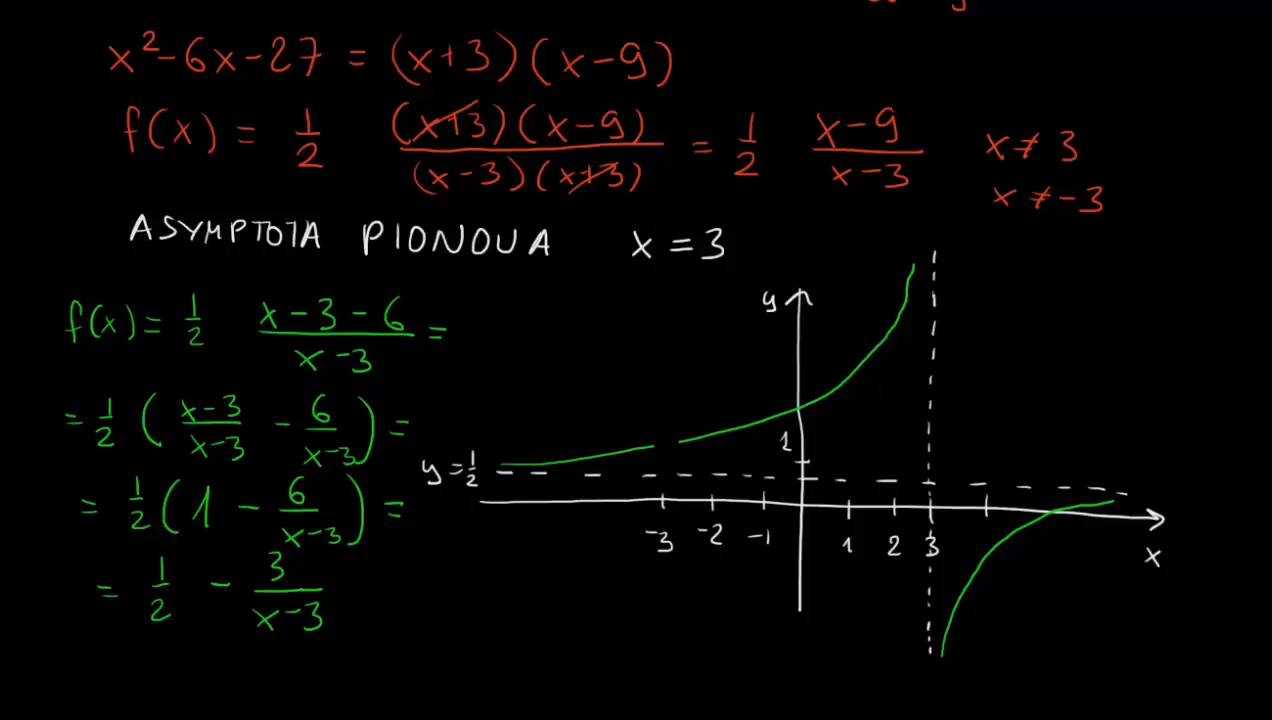 x²-6x-27 = (x+3)(x-9)
f(x) = 1/2 (x+3)(x-9)/(x-3)(x+3) = 1/2 x-9/x-3 x≠3
x≠-3
ASYMPTOTA PIONOWA x=3
f(x) = 1/2 x-3-6/x-3 =
= 1/2 (x-3/x-3 - 6/x-3) =
= 1/2 (1 - 6/x-3) =
= 1/2 - 3/x-3
y
1
y=1/2
-3 -2 -1 1 2 3
x